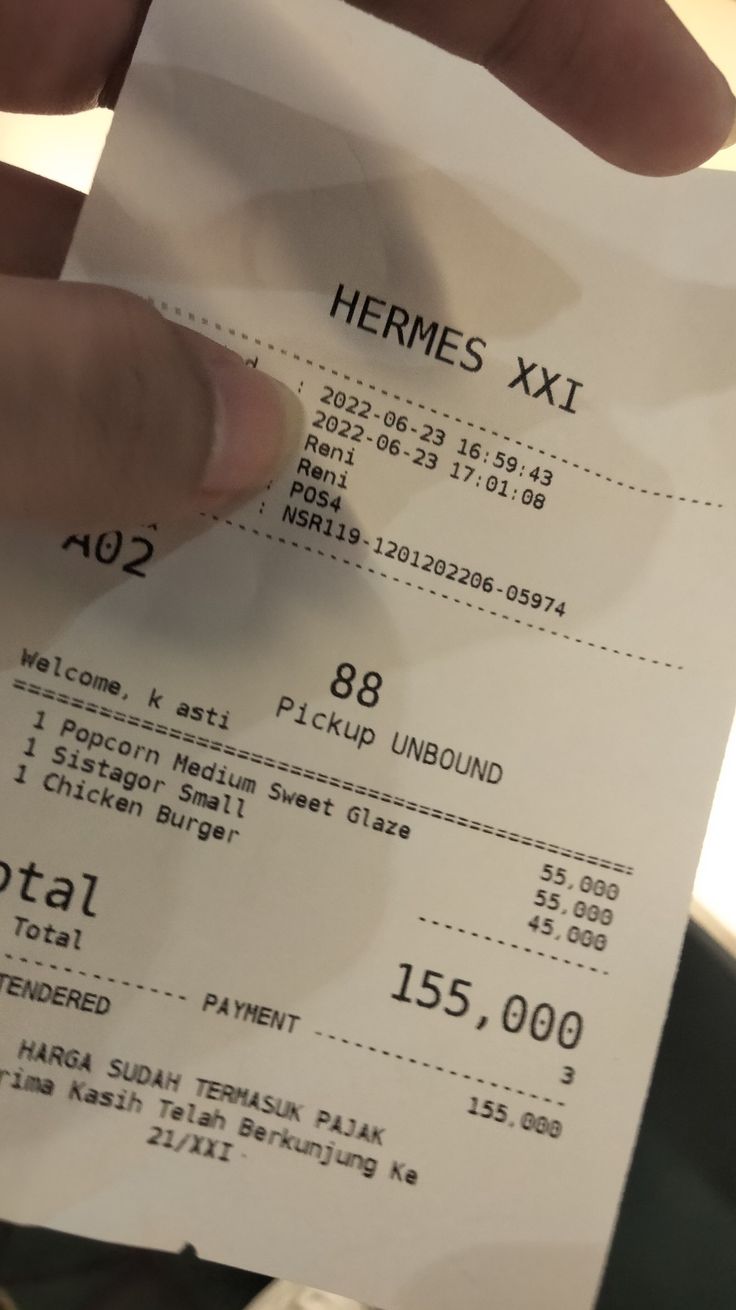 HERMES XXI
: 2022-06-23 16:59:43
2022-06-23 17:01:08
Reni
Reni
: POS4
: NSR119-1201202206-05974
A02
88
Welcome, k asti Pickup UNBOUND
1 Popcorn Medium Sweet Glaze 55,000
1 Sistagor Small 55,000
1 Chicken Burger 45,000
otal 155,000
Total 3
PAYMENT
TENDERED 155,000
HARGA SUDAH TERMASUK PAJAK
rima Kasih Telah Berkunjung Ke
21/XXI